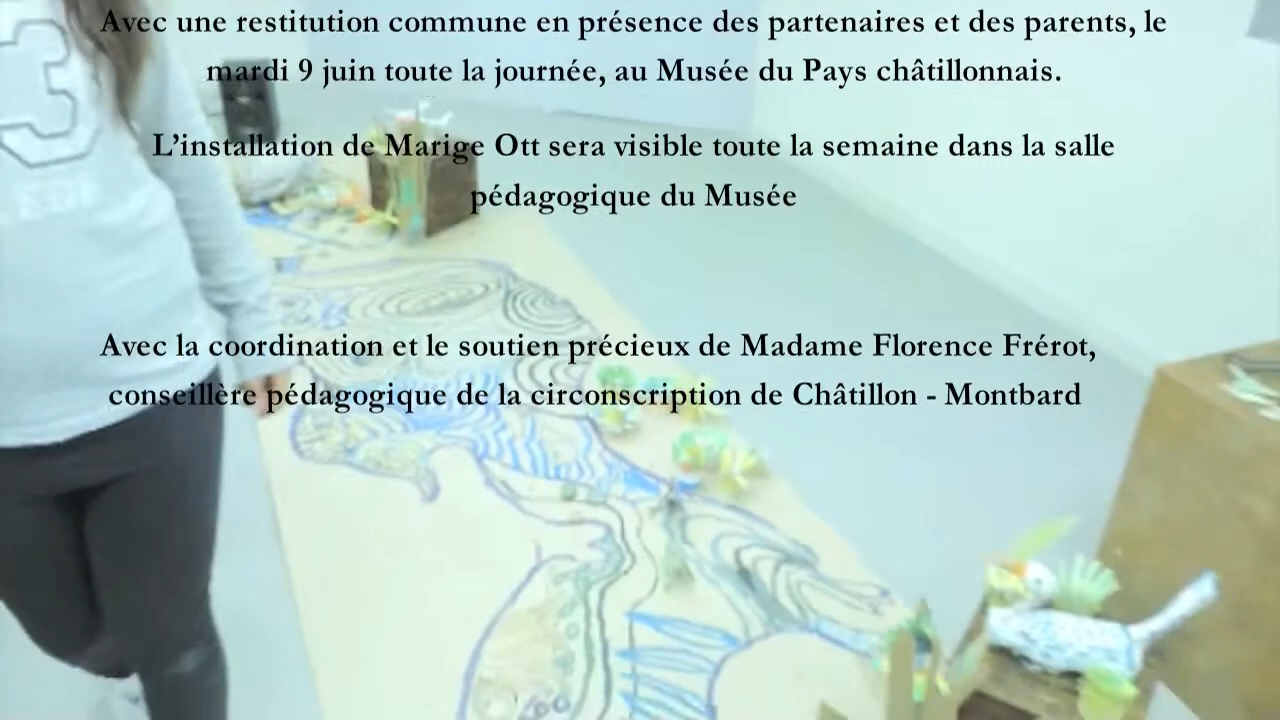 Avec une restitution commune en présence des partenaires et des parents, le
mardi 9 juin toute la journée, au Musée du Pays châtillonnais.
L’installation de Marige Ott sera visible toute la semaine dans la salle
pédagogique du Musée
Avec la coordination et le soutien précieux de Madame Florence Frérot,
conseillère pédagogique de la circonscription de Châtillon - Montbard
3